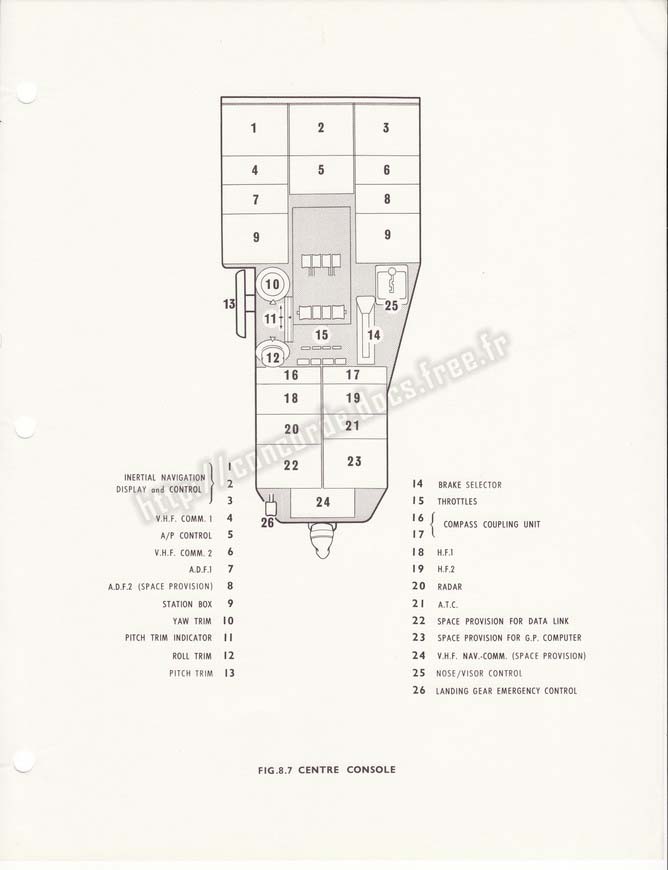 1 2 3
4 5 6
7 8
9 9
10
13 11 25
15 14
12
16 17
18 19
20 21
22 23
24
26
http://concorde.docs.free.fr
INERTIAL NAVIGATION
DISPLAY and CONTROL
1
2
3
V.H.F. COMM. 1 4
A/P CONTROL 5
V.H.F. COMM. 2 6
A.D.F.1 7
A.D.F.2 (SPACE PROVISION) 8
STATION BOX 9
YAW TRIM 10
PITCH TRIM INDICATOR 11
ROLL TRIM 12
PITCH TRIM 13
14 BRAKE SELECTOR
15 THROTTLES
16
17
COMPASS COUPLING UNIT
18 H.F.1
19 H.F.2
20 RADAR
21 A.T.C.
22 SPACE PROVISION FOR DATA LINK
23 SPACE PROVISION FOR G.P. COMPUTER
24 V.H.F. NAV.-COMM. (SPACE PROVISION)
25 NOSE/VISOR CONTROL
26 LANDING GEAR EMERGENCY CONTROL
FIG.8.7 CENTRE CONSOLE